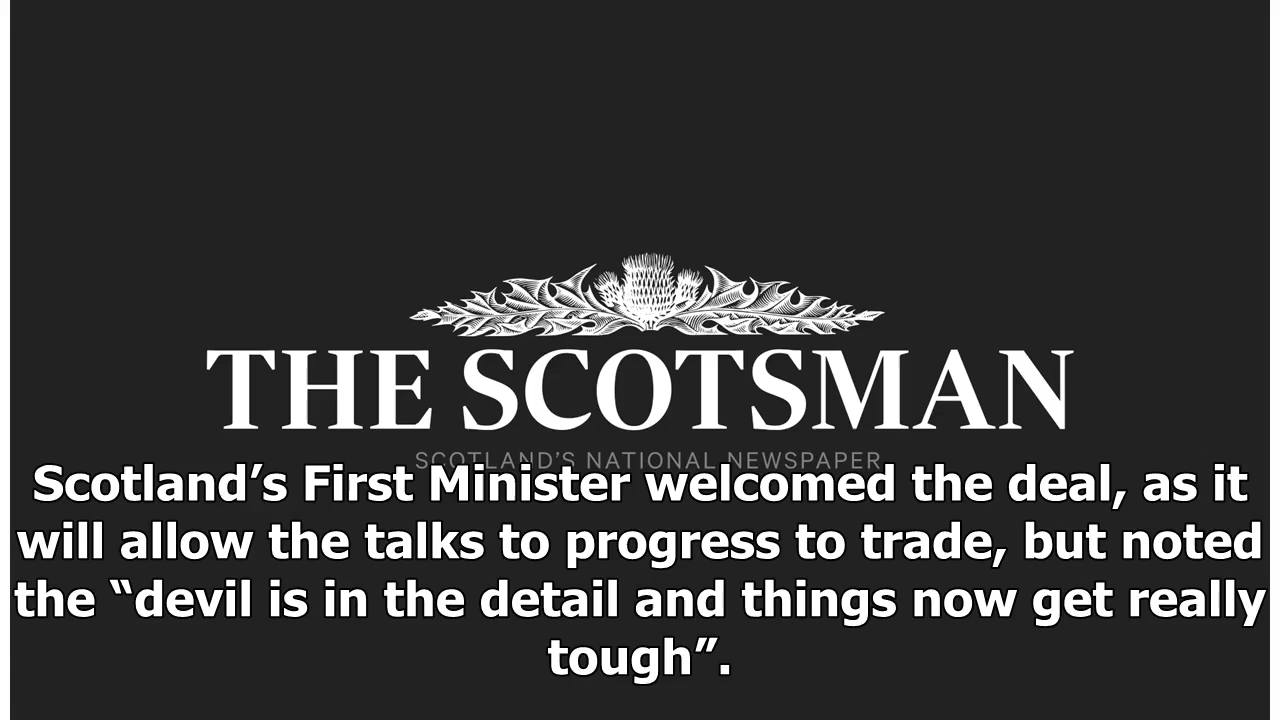 THE SCOTSMAN
SCOTLAND'S NATIONAL NEWSPAPER
Scotland’s First Minister welcomed the deal, as it
will allow the talks to progress to trade, but noted
the “devil is in the detail and things now get really
tough”.